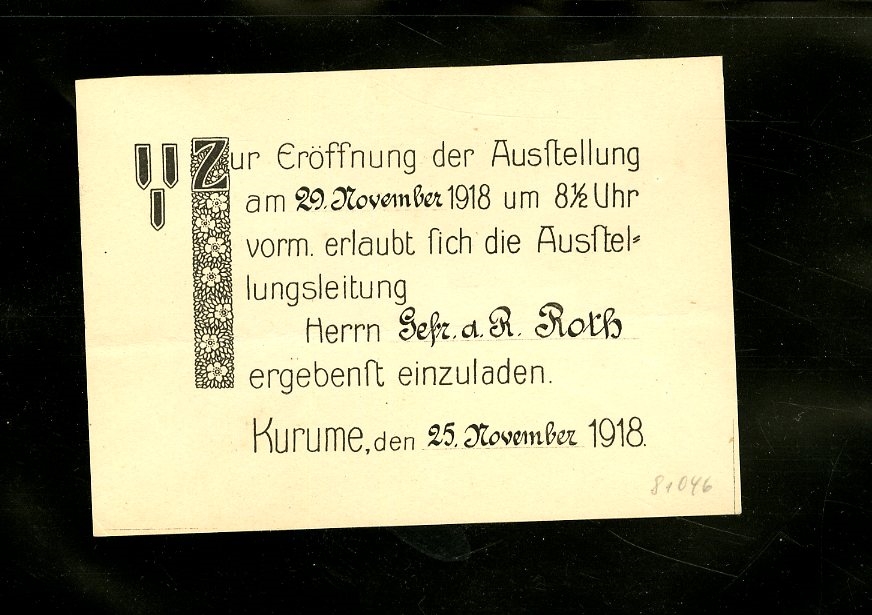 Zur Eröffnung der Ausſtellung
am 29. November 1918 um 8½ Uhr
vorm. erlaubt ſich die Ausſtel⸗
lungsleitung
Herrn Gefr. d. R. Roth
ergebenſt einzuladen.
Kurume, den 25. November 1918.
81046